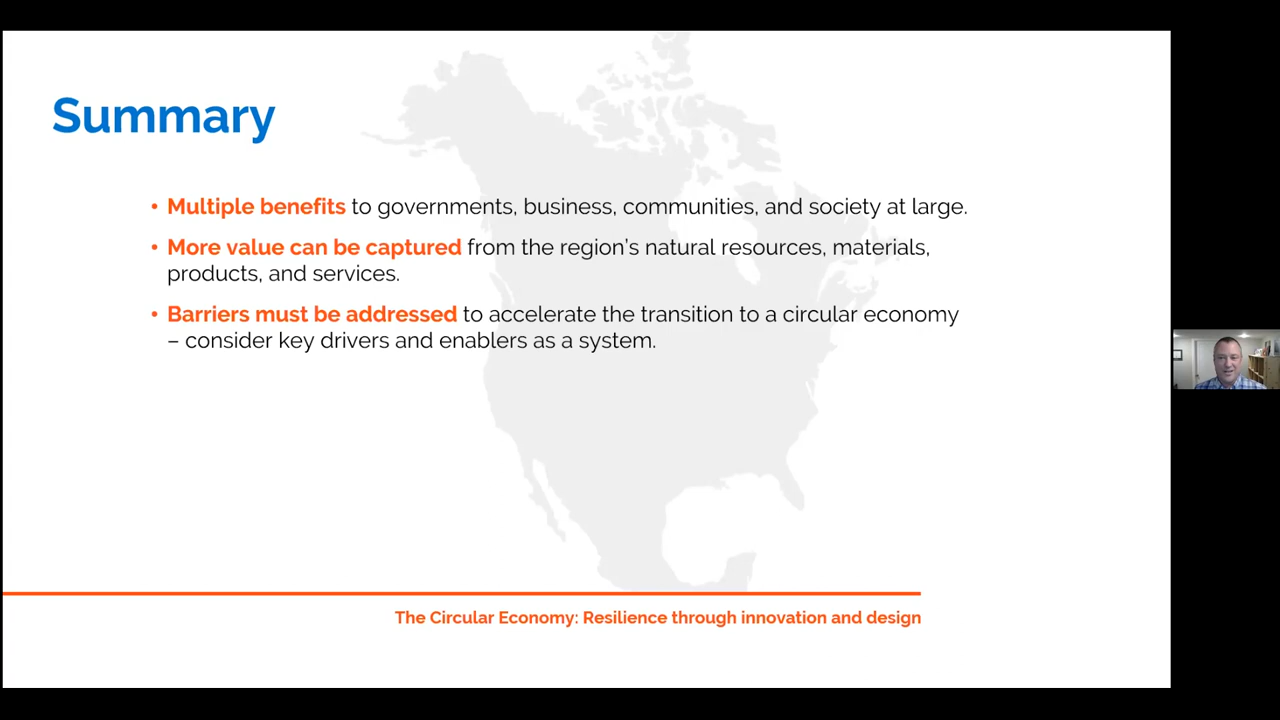 Summary
• Multiple benefits to governments, business, communities, and society at large.
• More value can be captured from the region’s natural resources, materials,
products, and services.
• Barriers must be addressed to accelerate the transition to a circular economy
– consider key drivers and enablers as a system.
The Circular Economy: Resilience through innovation and design